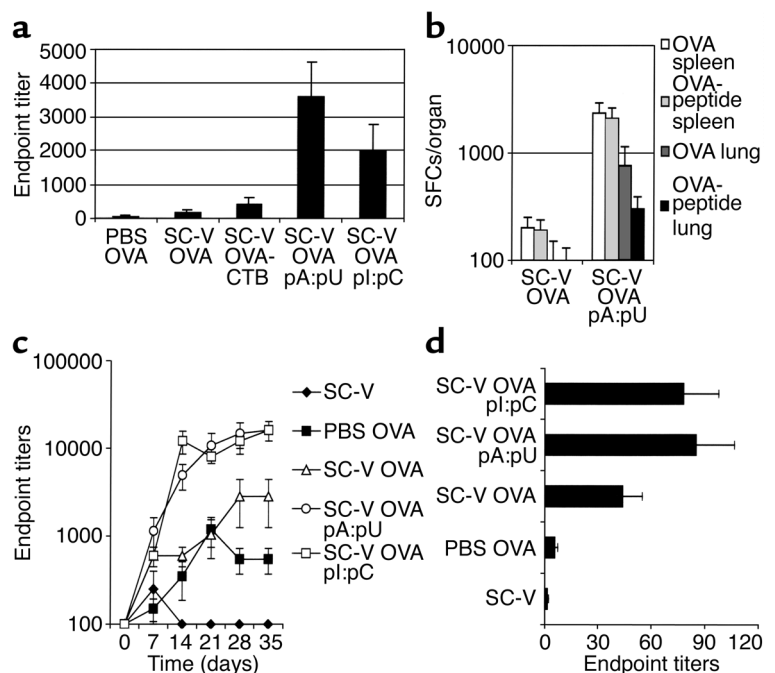 a
Endpoint titer
5000
4000
3000
2000
1000
0
PBS OVA
SC-V OVA
SC-V OVA-CTB
SC-V OVA pA:pU
SC-V OVA pI:pC
b
SFCs/organ
10000
1000
100
SC-V OVA
SC-V OVA pA:pU
OVA spleen
OVA-peptide spleen
OVA lung
OVA-peptide lung
c
Endpoint titers
100000
10000
1000
100
0 7 14 21 28 35
Time (days)
SC-V
PBS OVA
SC-V OVA
SC-V OVA pA:pU
SC-V OVA pI:pC
d
SC-V OVA pI:pC
SC-V OVA pA:pU
SC-V OVA
PBS OVA
SC-V
0 30 60 90 120
Endpoint titers